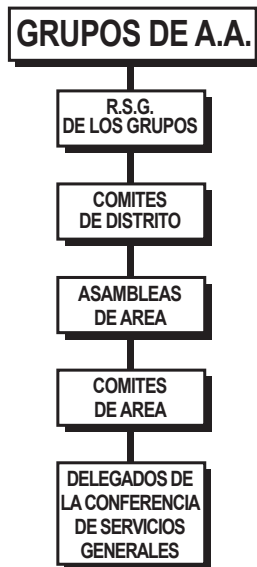 GRUPOS DE A.A.
R.S.G.
DE LOS GRUPOS
COMITES
DE DISTRITO
ASAMBLEAS
DE AREA
COMITES
DE AREA
DELEGADOS DE
LA CONFERENCIA
DE SERVICIOS
GENERALES